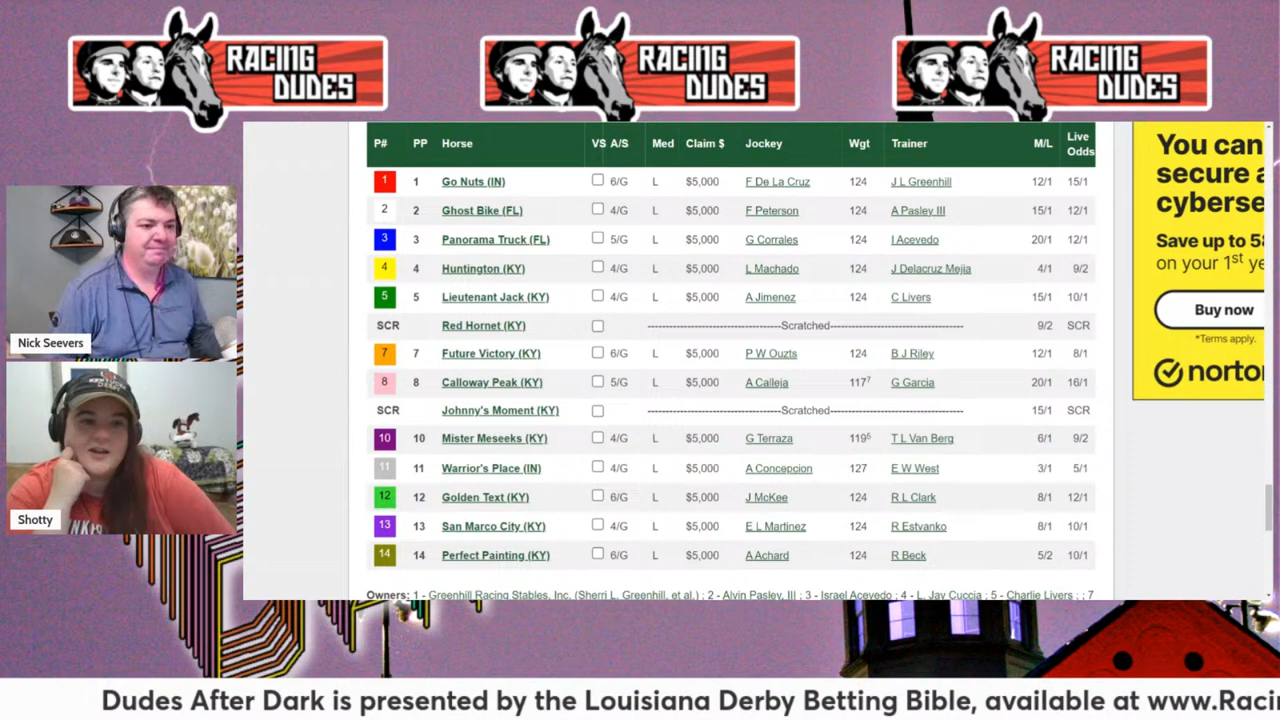 RACING DUDES
RACING DUDES
RACING DUDES
P# PP Horse VS A/S Med Claim $ Jockey Wgt Trainer M/L Live Odds
1 1 Go Nuts (IN) 6/G L $5,000 F De La Cruz 124 J L Greenhill 12/1 15/1
2 2 Ghost Bike (FL) 4/G L $5,000 F Peterson 124 A Pasley III 15/1 12/1
3 3 Panorama Truck (FL) 5/G L $5,000 G Corrales 124 I Acevedo 20/1 12/1
4 4 Huntington (KY) 4/G L $5,000 L Machado 124 J Delacruz Mejia 4/1 9/2
5 5 Lieutenant Jack (KY) 4/G L $5,000 A Jimenez 124 C Livers 15/1 10/1
SCR Red Hornet (KY) ---Scratched--- 9/2 SCR
7 7 Future Victory (KY) 6/G L $5,000 P W Ouzts 124 B J Riley 12/1 8/1
8 8 Calloway Peak (KY) 5/G L $5,000 A Calleja 117⁷ G Garcia 20/1 16/1
SCR Johnny's Moment (KY) ---Scratched--- 15/1 SCR
10 10 Mister Meseeks (KY) 4/G L $5,000 G Terraza 119⁵ T L Van Berg 6/1 9/2
11 11 Warrior's Place (IN) 4/G L $5,000 A Concepcion 127 E W West 3/1 5/1
12 12 Golden Text (KY) 6/G L $5,000 J McKee 124 R L Clark 8/1 12/1
13 13 San Marco City (KY) 4/G L $5,000 E L Martinez 124 R Estvanko 8/1 10/1
14 14 Perfect Painting (KY) 6/G L $5,000 A Achard 124 R Beck 5/2 10/1
Owners: 1 - Greenhill Racing Stables, Inc. (Sherri L. Greenhill, et al.) ; 2 - Alvin Pasley, III ; 3 - Israel Acevedo ; 4 - L. Jay Cuccia ; 5 - Charlie Livers ; ; 7
You can
secure a
cyberse
Save up to 58
on your 1st ye
Buy now
*Terms apply.
norto
Nick Seevers
Shotty
Dudes After Dark is presented by the Louisiana Derby Betting Bible, available at www.Raci